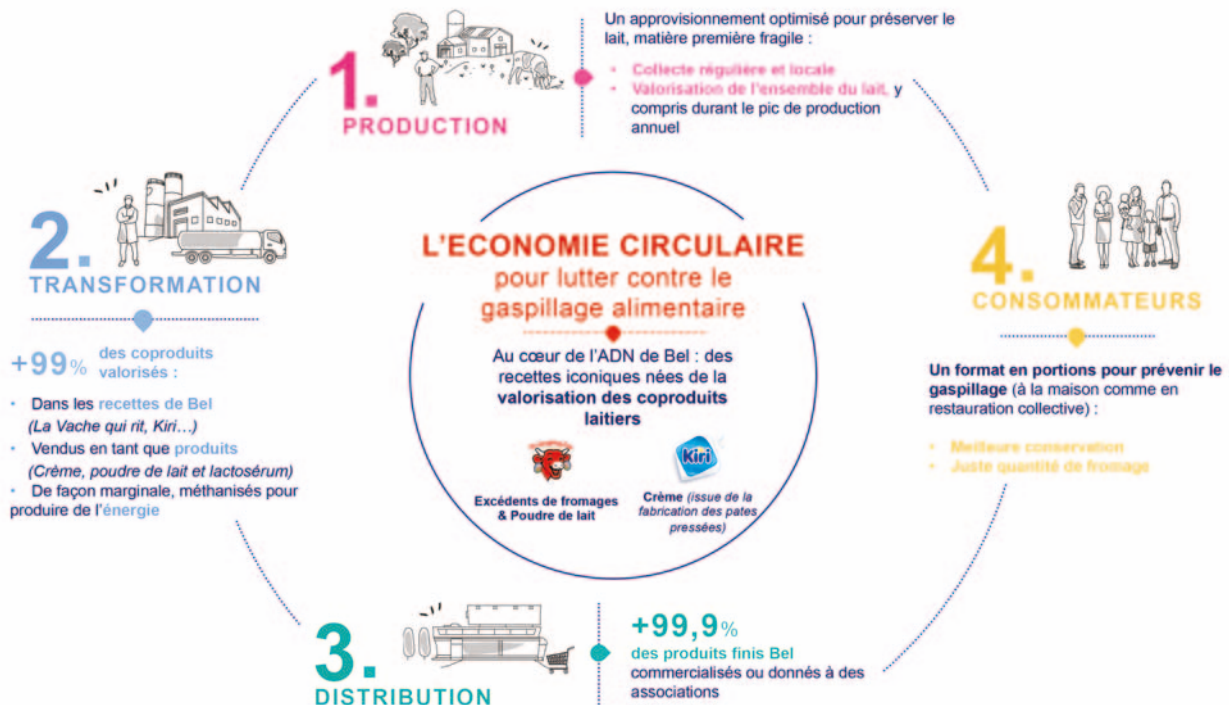 1.
PRODUCTION
Un approvisionnement optimisé pour préserver le
lait, matière première fragile :
• Collecte régulière et locale
• Valorisation de l'ensemble du lait, y
compris durant le pic de production
annuel
2.
TRANSFORMATION
+99% des coproduits
valorisés :
• Dans les recettes de Bel
(La Vache qui rit, Kiri…)
• Vendus en tant que produits
(Crème, poudre de lait et lactosérum)
• De façon marginale, méthanisés pour
produire de l'énergie
L'ECONOMIE CIRCULAIRE
pour lutter contre le
gaspillage alimentaire
Au cœur de l'ADN de Bel : des
recettes iconiques nées de la
valorisation des coproduits
laitiers
Kiri
Excédents de fromages
& Poudre de lait
Crème (issue de la
fabrication des pates
pressées)
3.
DISTRIBUTION
+99,9%
des produits finis Bel
commercialisés ou donnés à des
associations
4.
CONSOMMATEURS
Un format en portions pour prévenir le
gaspillage (à la maison comme en
restauration collective) :
• Meilleure conservation
• Juste quantité de fromage